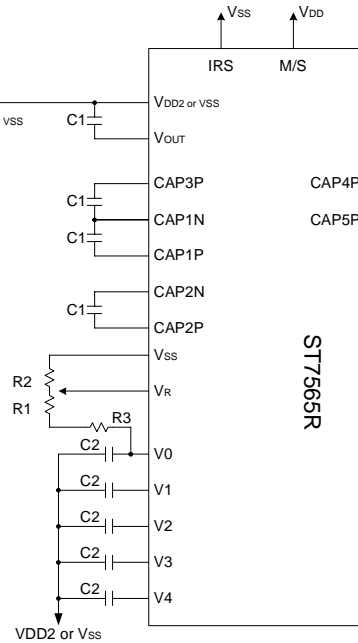 VSS VDD
IRS M/S
VDD2 or VSS
VSS C1
VOUT
CAP3P CAP4P
C1
CAP1N CAP5P
C1
CAP1P
CAP2N
C1
CAP2P
VSS
R2
VR
R1
R3
C2 V0
C2 V1
C2 V2
C2 V3
C2 V4
VDD2 or VSS
ST7565R